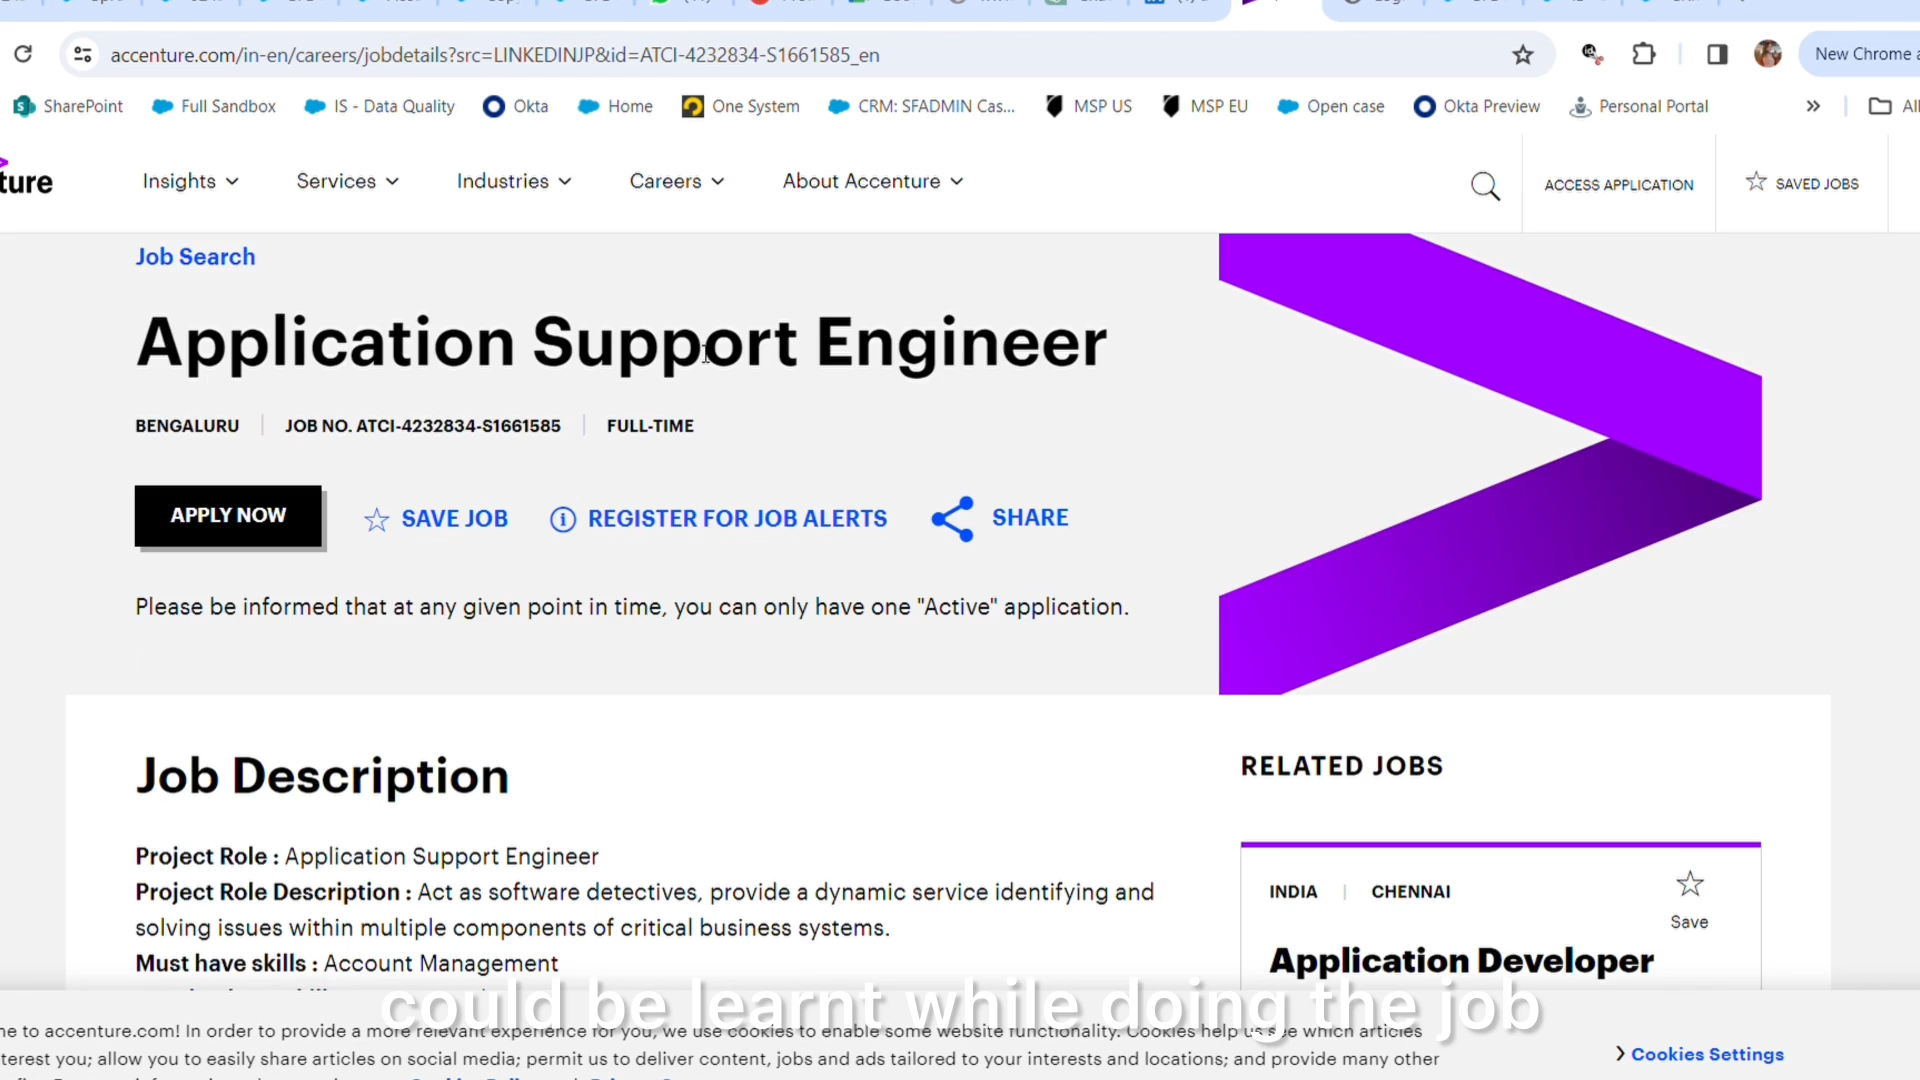 accenture.com/in-en/careers/jobdetails?src=LINKEDINJP&id=ATCI-4232834-S1661585_en
New Chrome a
SharePoint Full Sandbox IS - Data Quality Okta Home One System CRM: SFADMIN Cas... MSP US MSP EU Open case Okta Preview Personal Portal All
ture Insights Services Industries Careers About Accenture ACCESS APPLICATION SAVED JOBS
Job Search
Application Support Engineer
BENGALURU JOB NO. ATCI-4232834-S1661585 FULL-TIME
APPLY NOW SAVE JOB REGISTER FOR JOB ALERTS SHARE
Please be informed that at any given point in time, you can only have one "Active" application.
Job Description
RELATED JOBS
Project Role : Application Support Engineer
Project Role Description : Act as software detectives, provide a dynamic service identifying and
solving issues within multiple components of critical business systems.
Must have skills : Account Management
INDIA CHENNAI
Save
Application Developer
could be learnt while doing the job
me to accenture.com! In order to provide a more relevant experience for you, we use cookies to enable some website functionality. Cookies help us see which articles
terest you; allow you to easily share articles on social media; permit us to deliver content, jobs and ads tailored to your interests and locations; and provide many other
Cookies Settings